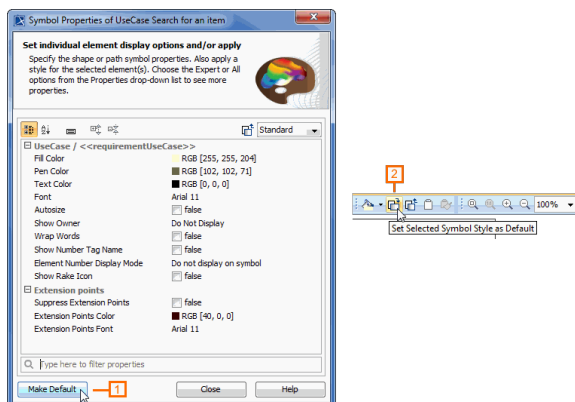 Symbol Properties of UseCase Search for an item
Set individual element display options and/or apply
Specify the shape or path symbol properties. Also apply a
style for the selected element(s). Choose the Expert or All
options from the Properties drop-down list to see more
properties.
Standard
UseCase / <<requirementUseCase>>
Fill Color RGB [255, 255, 204]
Pen Color RGB [102, 102, 71]
Text Color RGB [0, 0, 0]
Font Arial 11
Autosize false
Show Owner Do Not Display
Wrap Words false
Show Number Tag Name false
Element Number Display Mode Do not display on symbol
Show Rake Icon false
Extension points
Suppress Extension Points false
Extension Points Color RGB [40, 0, 0]
Extension Points Font Arial 11
Type here to filter properties
Make Default 1 Close Help
2
100%
Set Selected Symbol Style as Default